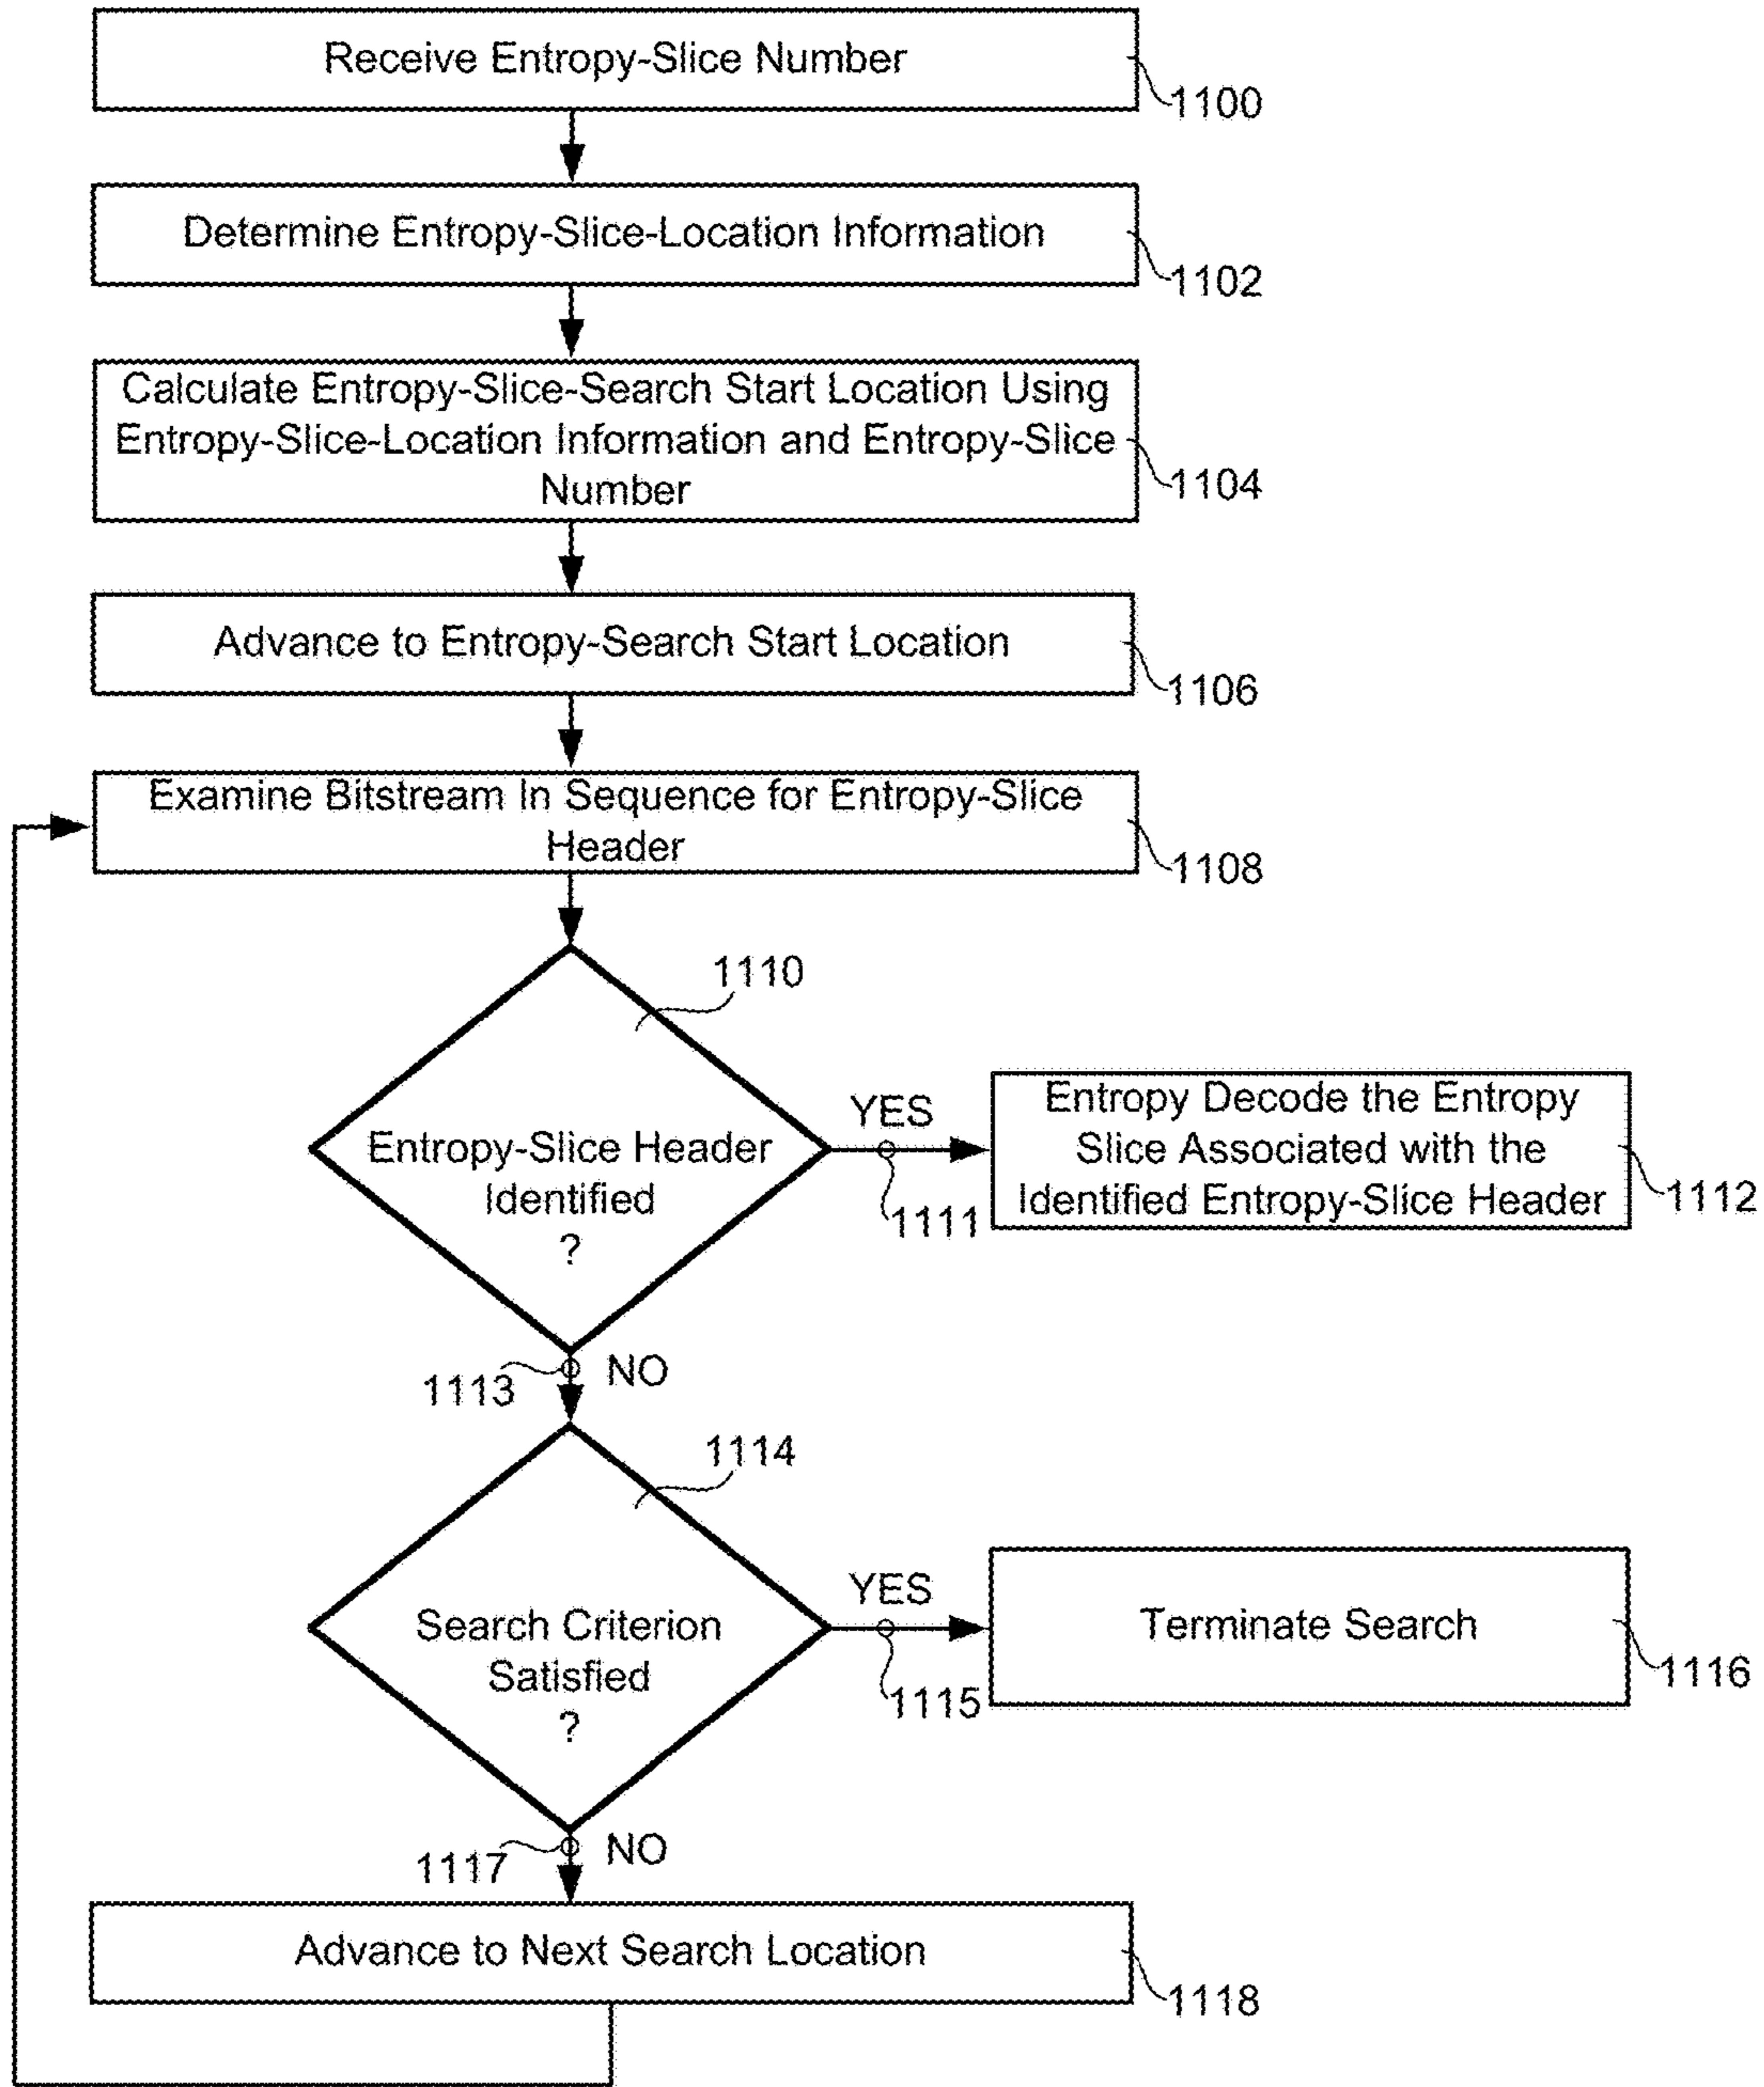 Receive Entropy-Slice Number
1100
Determine Entropy-Slice-Location Information
1102
Calculate Entropy-Slice-Search Start Location Using
Entropy-Slice-Location Information and Entropy-Slice
Number
1104
Advance to Entropy-Search Start Location
1106
Examine Bitstream In Sequence for Entropy-Slice
Header
1108
1110
Entropy-Slice Header
Identified
?
YES
1111
Entropy Decode the Entropy
Slice Associated with the
Identified Entropy-Slice Header
1112
1113
NO
1114
Search Criterion
Satisfied
?
YES
1115
Terminate Search
1116
1117
NO
Advance to Next Search Location
1118